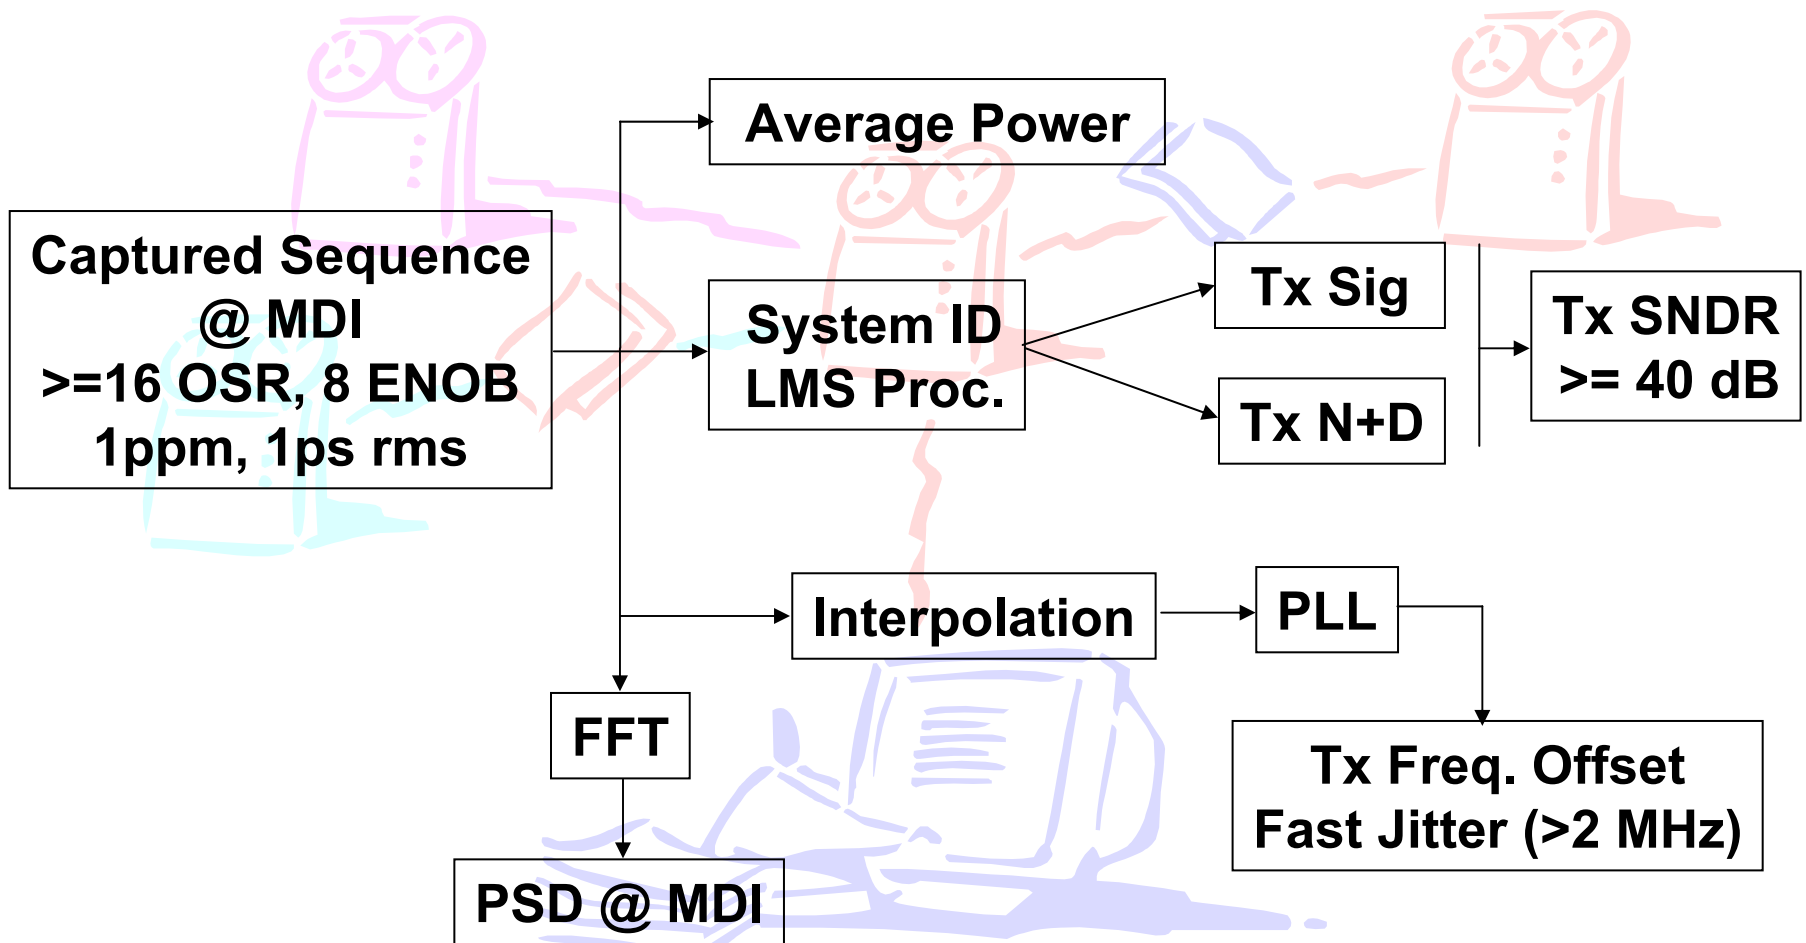 Average Power
Captured Sequence
@ MDI
>=16 OSR, 8 ENOB
1ppm, 1ps rms
System ID
LMS Proc.
Tx Sig
Tx N+D
Tx SNDR
>= 40 dB
Interpolation
PLL
FFT
Tx Freq. Offset
Fast Jitter (>2 MHz)
PSD @ MDI